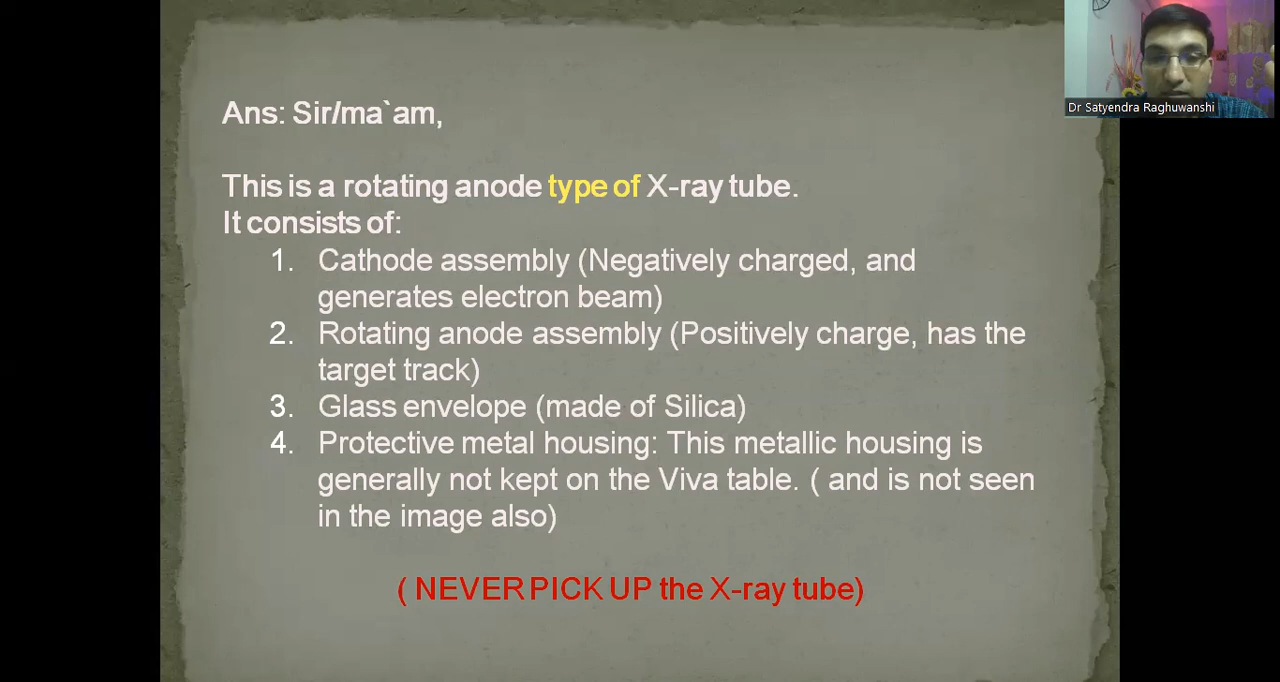 Dr Satyendra Raghuwanshi
Ans: Sir/ma`am,
This is a rotating anode type of X-ray tube.
It consists of:
1. Cathode assembly (Negatively charged, and
generates electron beam)
2. Rotating anode assembly (Positively charge, has the
target track)
3. Glass envelope (made of Silica)
4. Protective metal housing: This metallic housing is
generally not kept on the Viva table. ( and is not seen
in the image also)
( NEVER PICK UP the X-ray tube)